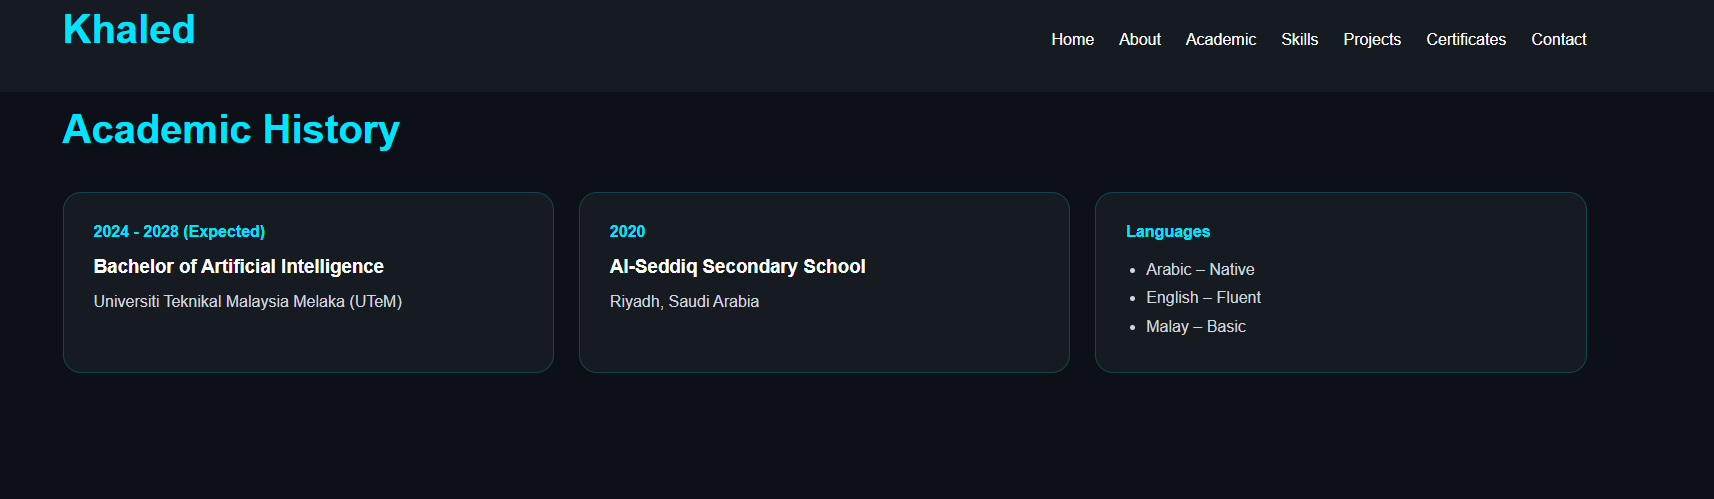 Khaled
Home About Academic Skills Projects Certificates Contact
Academic History
2024 - 2028 (Expected)
Bachelor of Artificial Intelligence
Universiti Teknikal Malaysia Melaka (UTeM)
2020
Al-Seddiq Secondary School
Riyadh, Saudi Arabia
Languages
• Arabic – Native
• English – Fluent
• Malay – Basic